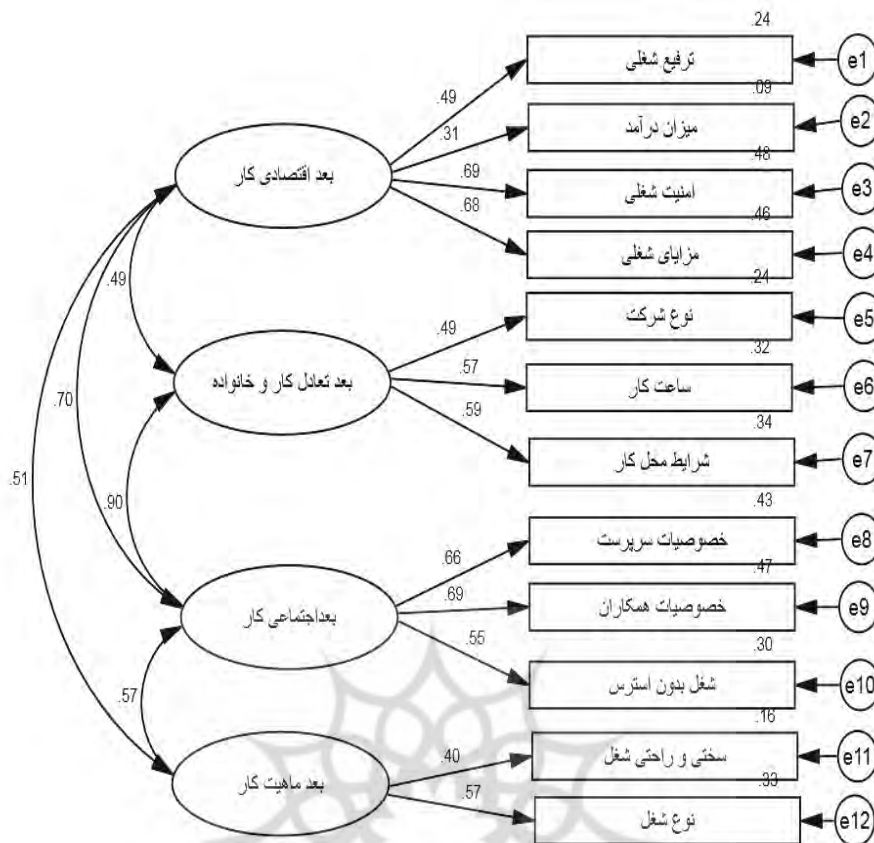 .24
ترفیع شغلی
e1
.49
.09
میزان درآمد
e2
.31
.48
امنیت شغلی
e3
.69
.46
مزایای شغلی
e4
.68
بعد اقتصادی کار
.24
نوع شرکت
e5
.49
.49
.32
ساعت کار
e6
.57
بعد تعادل کار و خانواده
.34
شرایط محل کار
e7
.59
.70
.51
.90
.43
خصوصیات سرپرست
e8
.66
.47
خصوصیات همکاران
e9
.69
بعداجتماعی کار
.30
شغل بدون استرس
e10
.55
.57
.16
سختی و راحتی شغل
e11
.40
بعد ماهیت کار
.33
نوع شغل
e12
.57